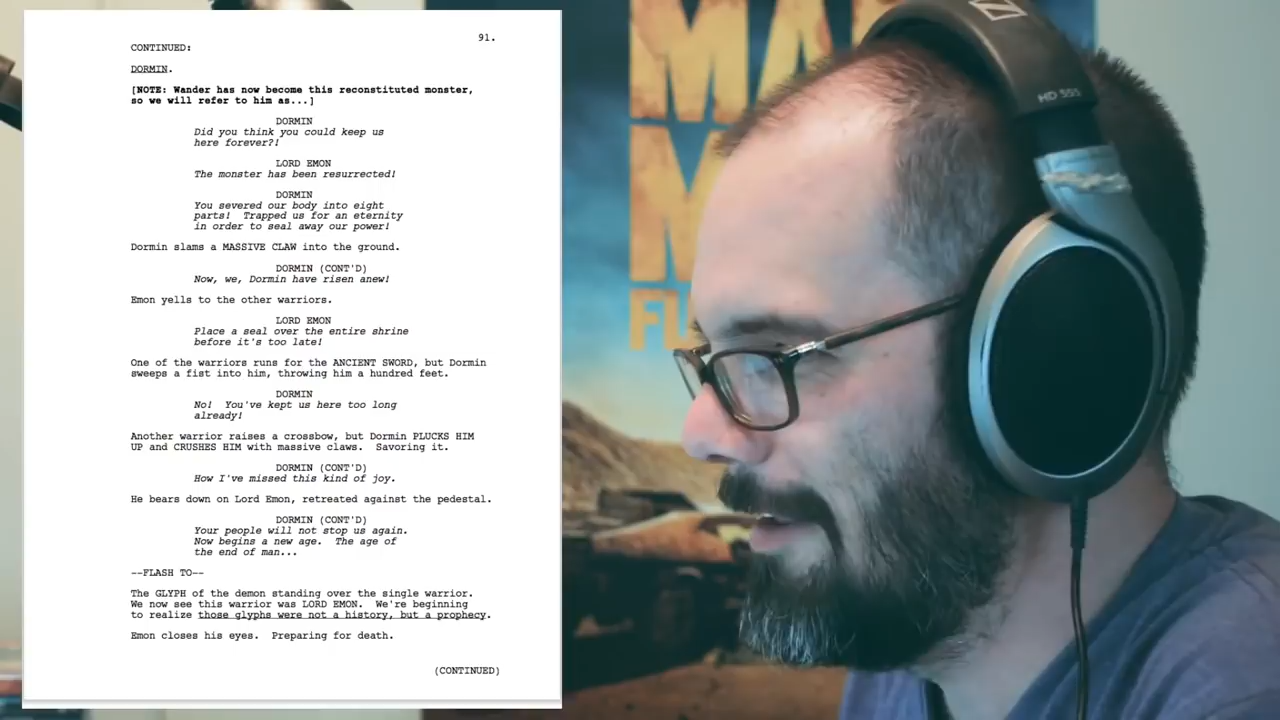 91.
CONTINUED:
DORMIN.
[NOTE: Wander has now become this reconstituted monster,
so we will refer to him as...]
DORMIN
Did you think you could keep us
here forever?!
LORD EMON
The monster has been resurrected!
DORMIN
You severed our body into eight
parts!  Trapped us for an eternity
in order to seal away our power!
Dormin slams a MASSIVE CLAW into the ground.
DORMIN (CONT'D)
Now, we, Dormin have risen anew!
Emon yells to the other warriors.
LORD EMON
Place a seal over the entire shrine
before it's too late!
One of the warriors runs for the ANCIENT SWORD, but Dormin
sweeps a fist into him, throwing him a hundred feet.
DORMIN
No!  You've kept us here too long
already!
Another warrior raises a crossbow, but Dormin PLUCKS HIM
UP and CRUSHES HIM with massive claws.  Savoring it.
DORMIN (CONT'D)
How I've missed this kind of joy.
He bears down on Lord Emon, retreated against the pedestal.
DORMIN (CONT'D)
Your people will not stop us again.
Now begins a new age.  The age of
the end of man...
--FLASH TO--
The GLYPH of the demon standing over the single warrior.
We now see this warrior was LORD EMON.  We're beginning
to realize those glyphs were not a history, but a prophecy.
Emon closes his eyes.  Preparing for death.
(CONTINUED)
HD 555